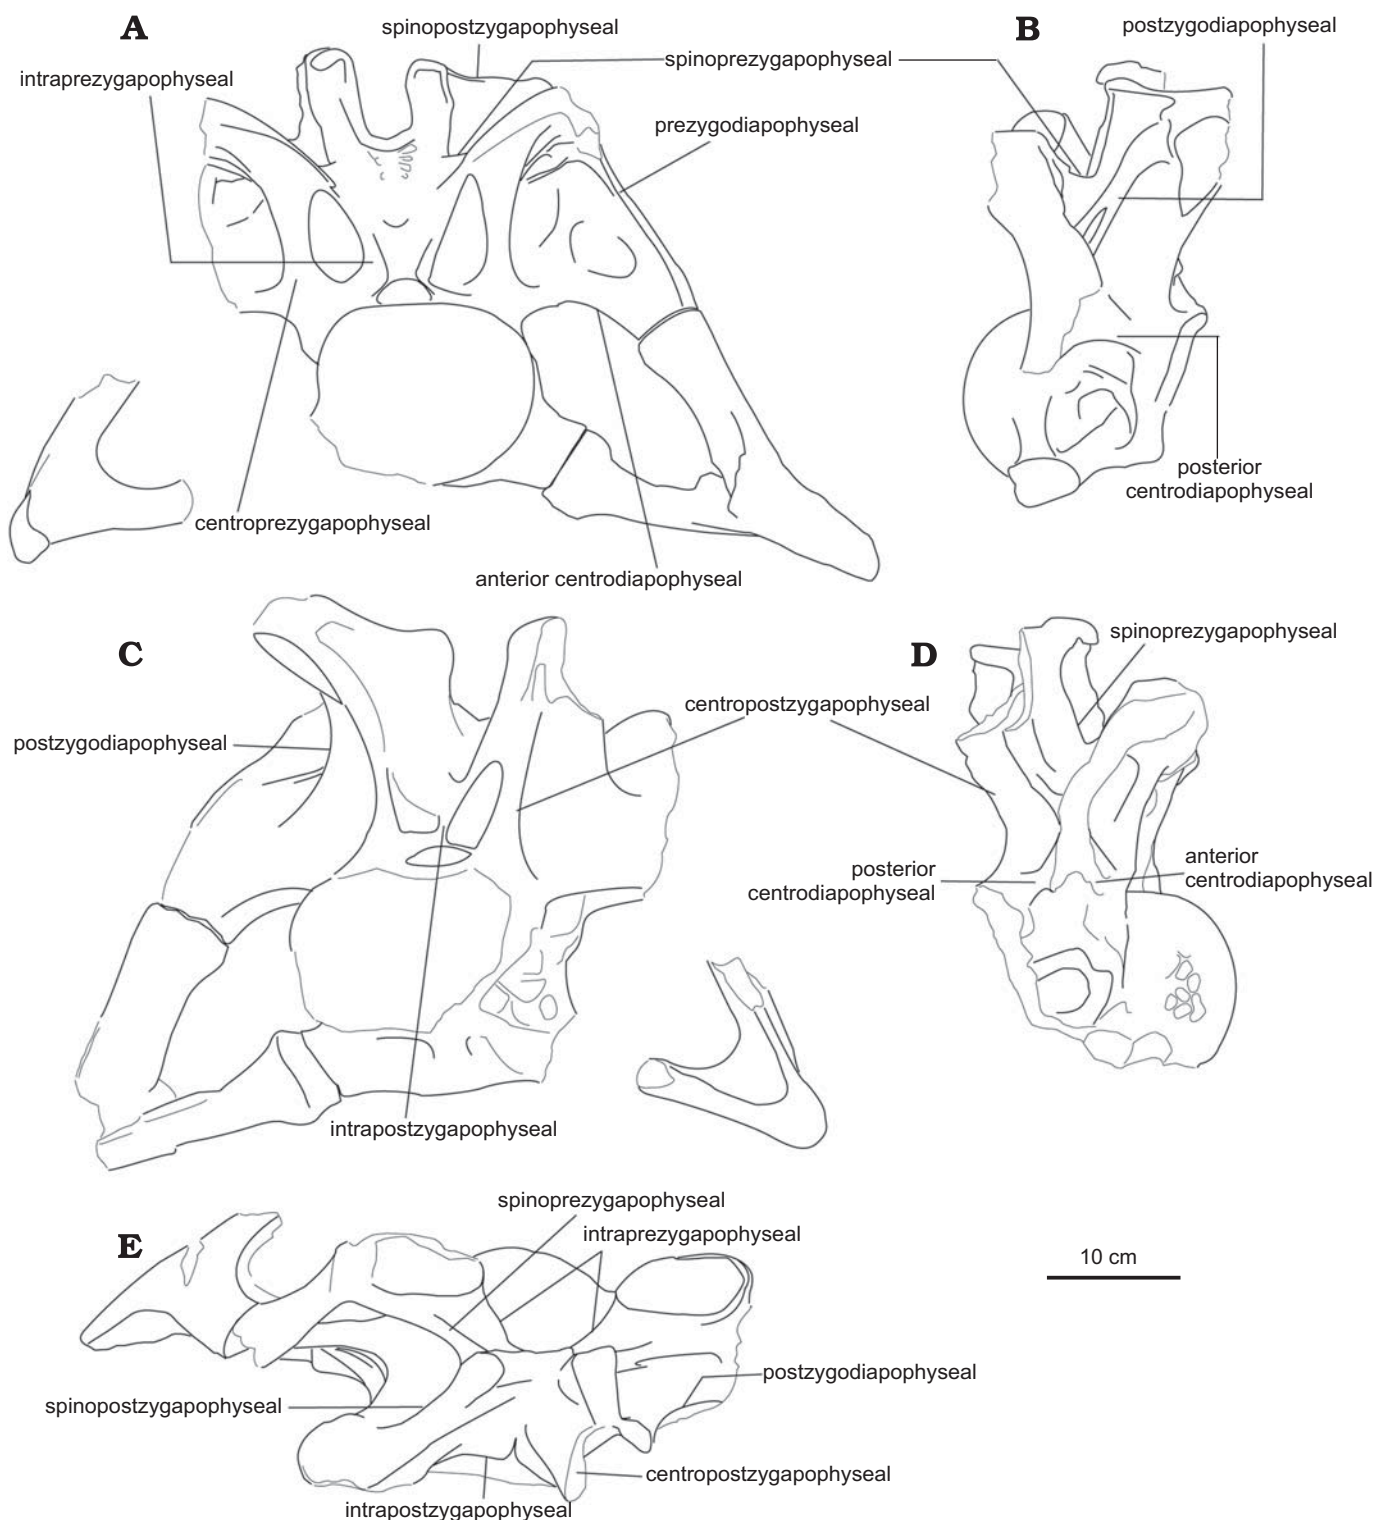 A
spinopostzygapophyseal
B
postzygodiapophyseal
intraprezygapophyseal
spinoprezygapophyseal
prezygodiapophyseal
centroprezygapophyseal
posterior
centrodiapophyseal
anterior centrodiapophyseal
C
D
spinoprezygapophyseal
centropostzygapophyseal
postzygodiapophyseal
posterior
centrodiapophyseal
anterior
centrodiapophyseal
intrapostzygapophyseal
E
spinoprezygapophyseal
intraprezygapophyseal
10 cm
postzygodiapophyseal
spinopostzygapophyseal
centropostzygapophyseal
intrapostzygapophyseal